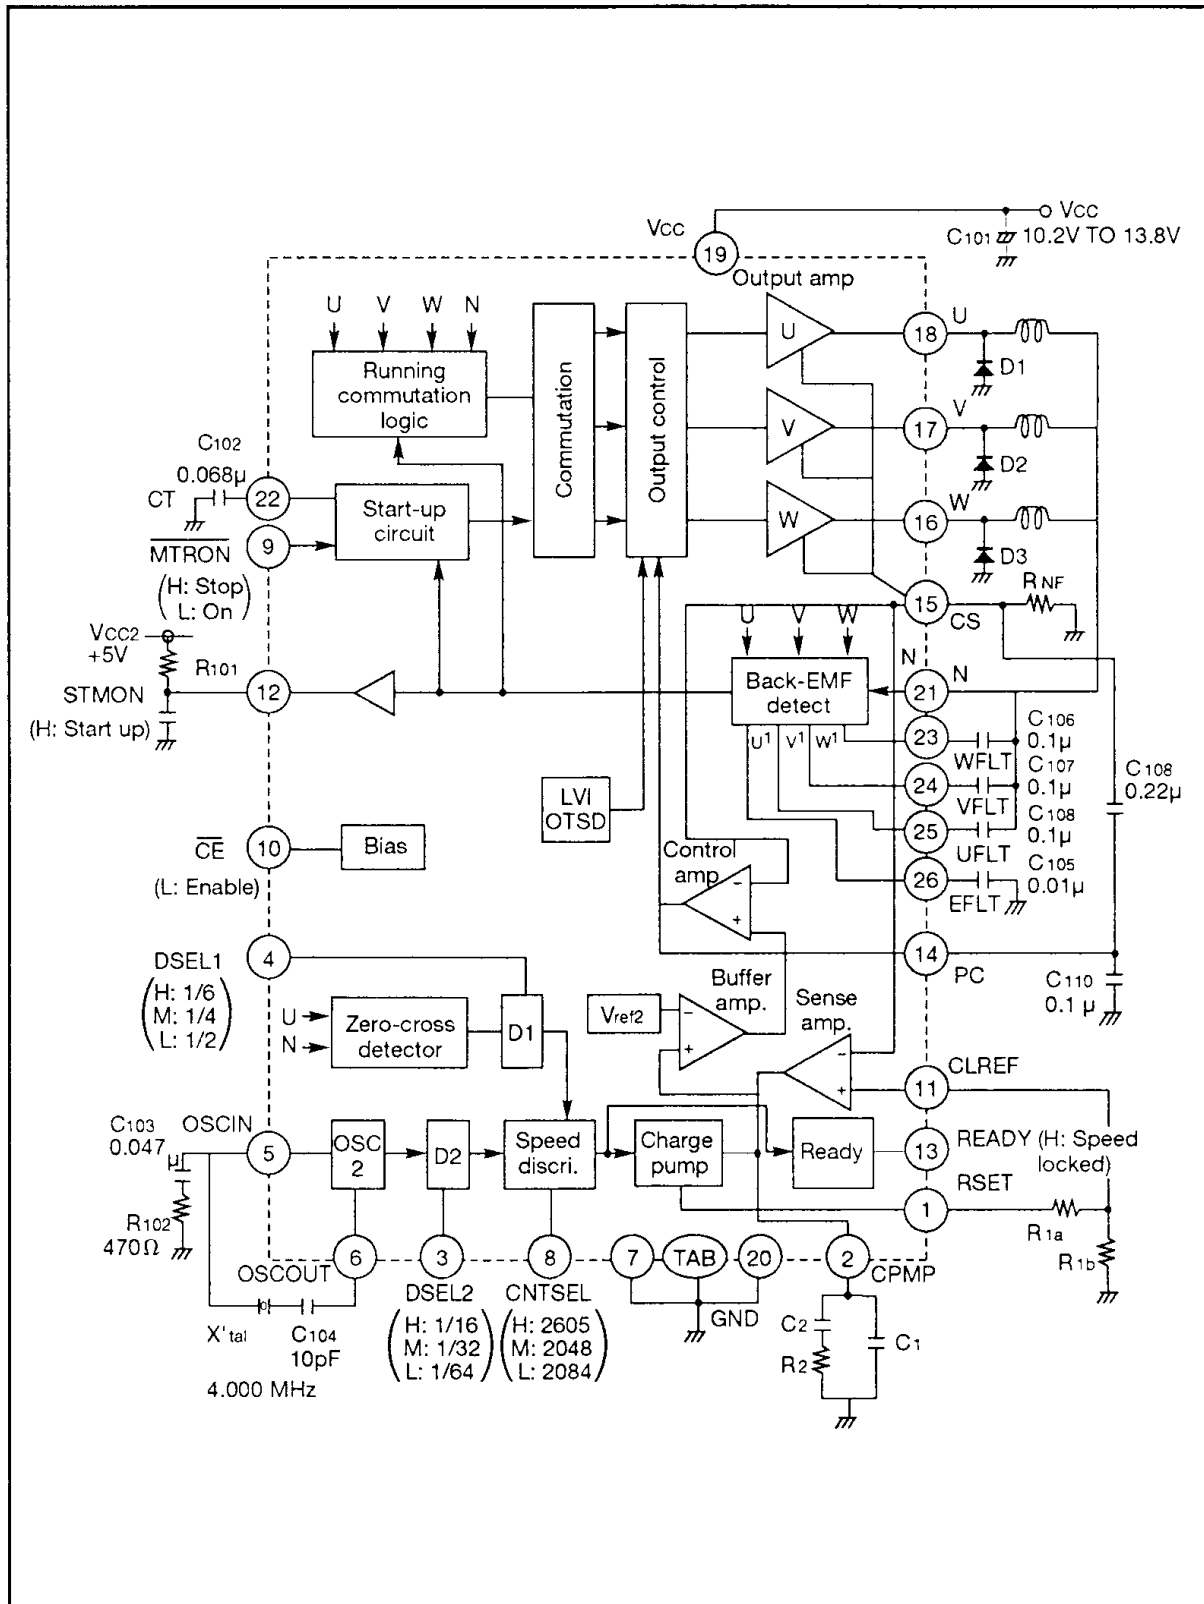 Vcc
Vcc
C101 10.2V TO 13.8V
19
Output amp
U V W N
Running
commutation
logic
Commutation
Output control
U
18
U
D1
V
17
V
D2
W
16
W
D3
C102
0.068µ
CT
22
Start-up
circuit
MTRON
9
(H: Stop
L: On)
15
CS
RNF
VCC2
+5V
R101
STMON
(H: Start up)
12
U V W
Back-EMF
detect
U1 V1 W1
N
21
N
23
WFLT
C106
0.1µ
24
VFLT
C107
0.1µ
25
UFLT
C108
0.1µ
26
EFLT
C105
0.01µ
C108
0.22µ
LVI
OTSD
CE
10
Bias
(L: Enable)
Control
amp
-
+
14
PC
C110
0.1 µ
DSEL1
4
(H: 1/6
M: 1/4
L: 1/2)
U
N
Zero-cross
detector
D1
Vref2
Buffer
amp.
-
+
Sense
amp.
-
+
11
CLREF
C103
0.047
µ
OSCIN
5
OSC
2
D2
Speed
discri.
Charge
pump
Ready
13
READY (H: Speed
locked)
RSET
1
R1a
R1b
R102
470Ω
OSCOUT
6
3
8
7
TAB
20
2
CPMP
GND
DSEL2
(H: 1/16
M: 1/32
L: 1/64)
CNTSEL
(H: 2605
M: 2048
L: 2084)
X'tal
C104
10pF
4.000 MHz
C2
R2
C1